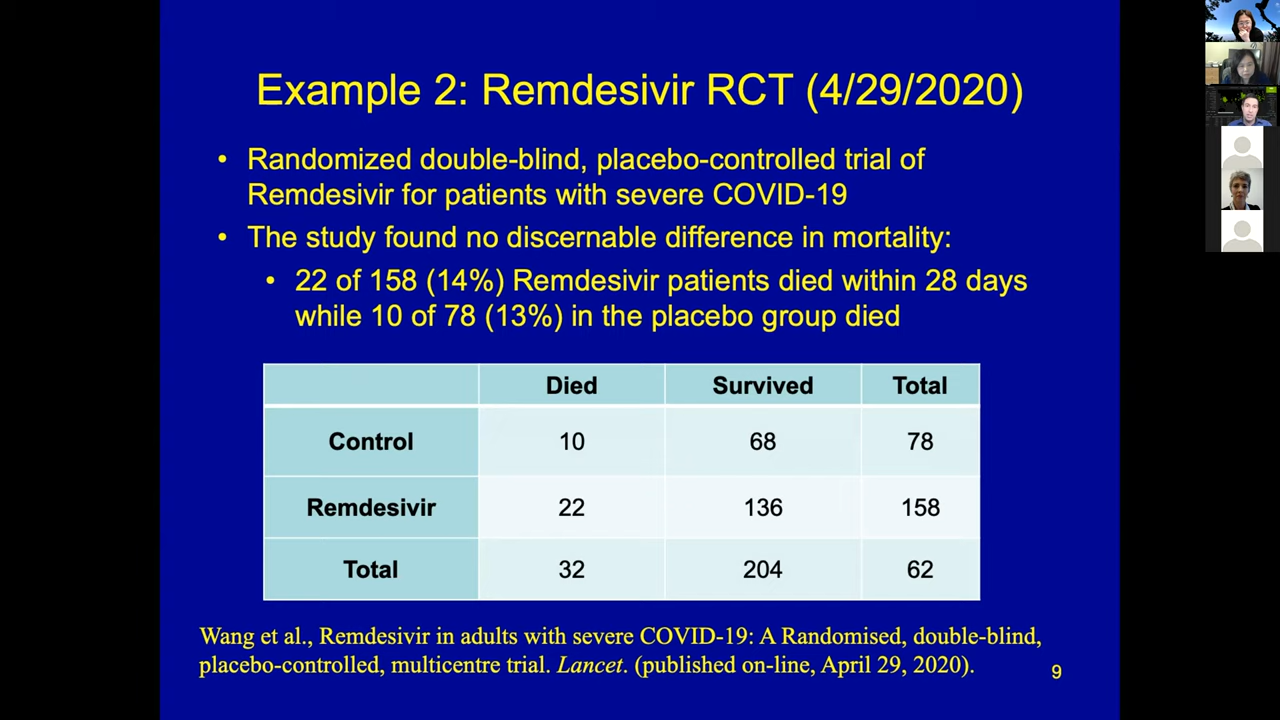 Example 2: Remdesivir RCT (4/29/2020)
• Randomized double-blind, placebo-controlled trial of
Remdesivir for patients with severe COVID-19
• The study found no discernable difference in mortality:
• 22 of 158 (14%) Remdesivir patients died within 28 days
while 10 of 78 (13%) in the placebo group died
Died Survived Total
Control 10 68 78
Remdesivir 22 136 158
Total 32 204 62
Wang et al., Remdesivir in adults with severe COVID-19: A Randomised, double-blind,
placebo-controlled, multicentre trial. Lancet. (published on-line, April 29, 2020).
9